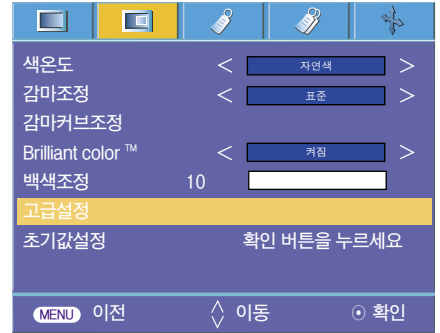 색온도 < 자연색 >
감마조정 < 표준 >
감마커브조정
Brilliant color ™ < 켜짐 >
백색조정 10
고급설정
초기값설정 확인 버튼을 누르세요
MENU 이전 이동 확인